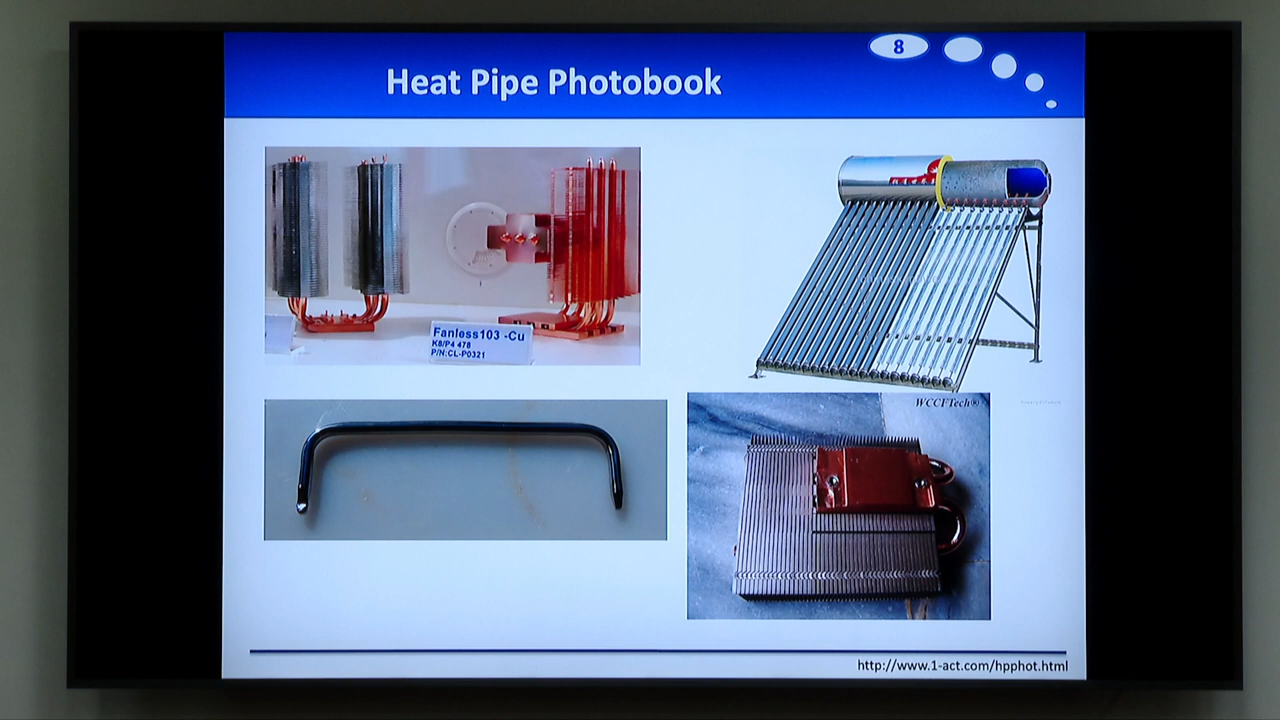 8
Heat Pipe Photobook
Fanless103 -Cu
K8/P4 478
P/N:CL-P0321
WCCFTech®
http://www.1-act.com/hpphot.html